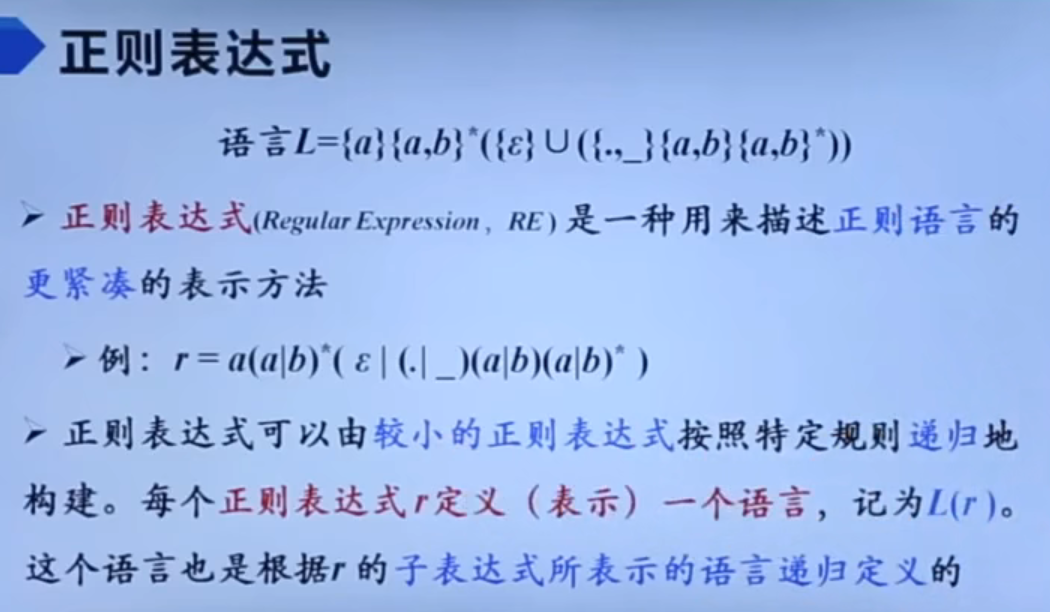 正则表达式
语言L={a}{a,b}*({ε}∪({.,_}{a,b}{a,b}*))
➢ 正则表达式(Regular Expression, RE) 是一种用来描述正则语言的
更紧凑的表示方法
➢ 例: r = a(a|b)*( ε | (.|_)(a|b)(a|b)* )
➢ 正则表达式可以由较小的正则表达式按照特定规则递归地
构建。每个正则表达式r定义（表示）一个语言，记为L(r )。
这个语言也是根据r 的子表达式所表示的语言递归定义的